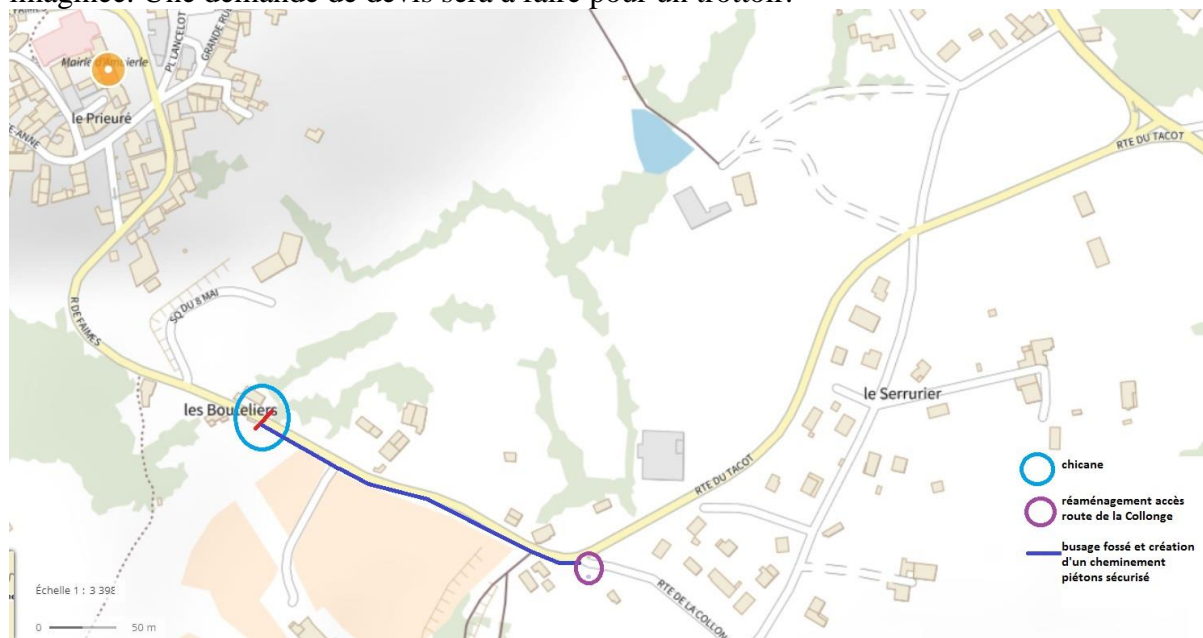 imaginée. Une demande de devis sera à faire pour un trottoir.
Mairie d'Ambierle
PL LANCELOT
GRANDE RUE
le Prieuré
E-ANNE
RTE DU TACOT
SQ DU 8 MAI
R DE FAIMES
les Bouteliers
le Serrurier
RTE DU TACOT
chicane
réaménagement accès
route de la Collonge
busage fossé et création
d'un cheminement
piétons sécurisé
RTE DE LA COLLON
Échelle 1 : 3 398
0 50 m